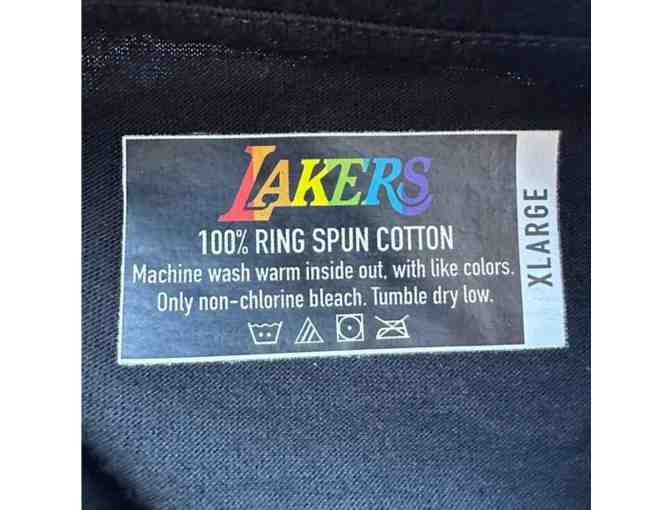 LAKERS
100% RING SPUN COTTON
Machine wash warm inside out, with like colors.
Only non-chlorine bleach. Tumble dry low.
XLARGE